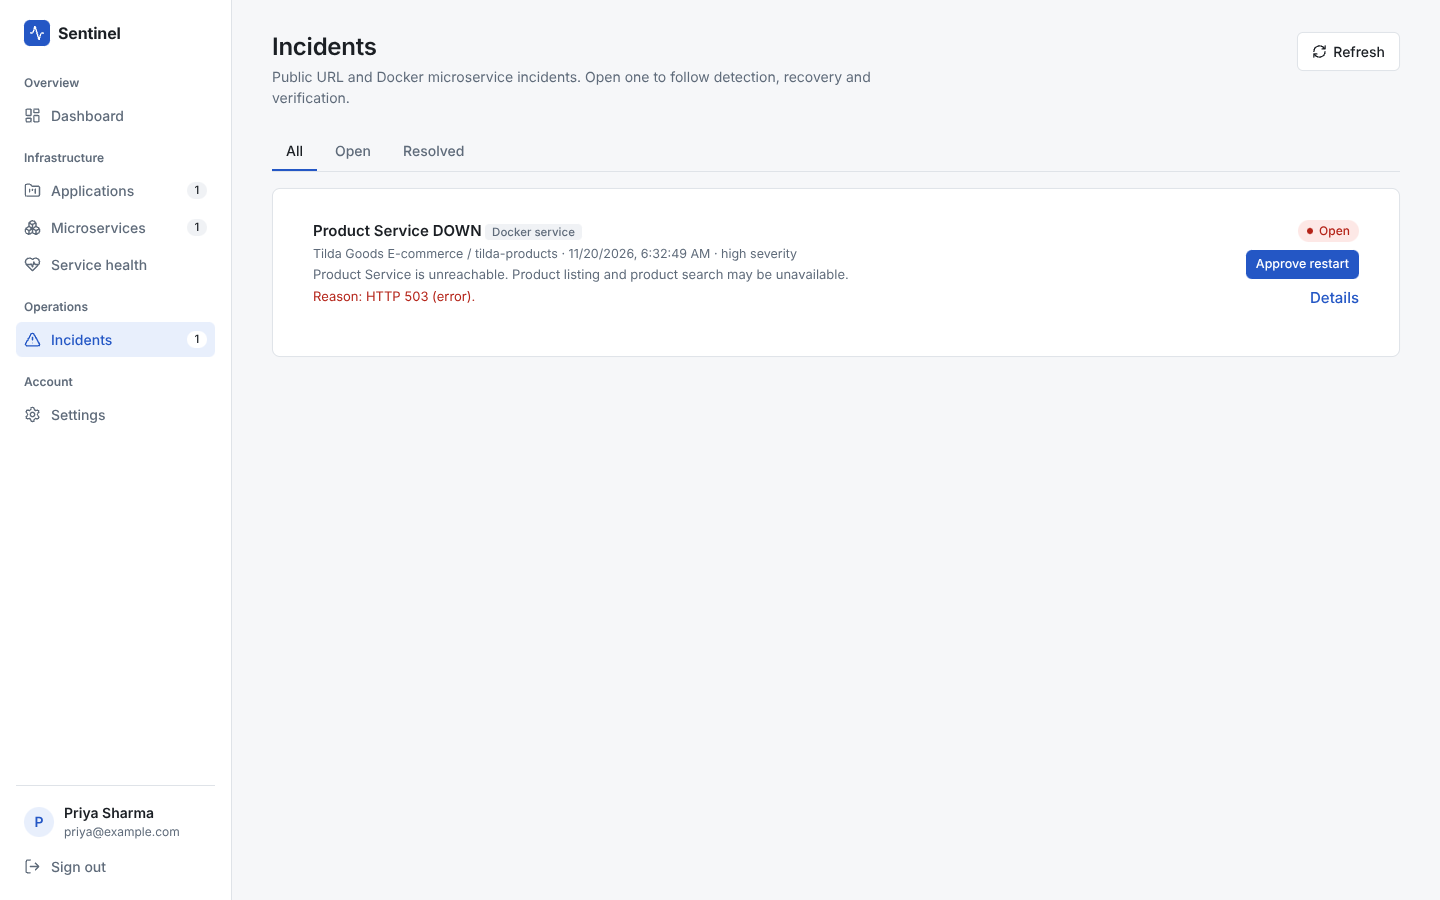 Sentinel
Overview
Dashboard
Infrastructure
Applications 1
Microservices 1
Service health
Operations
Incidents 1
Account
Settings
P
Priya Sharma
priya@example.com
Sign out
Incidents
Public URL and Docker microservice incidents. Open one to follow detection, recovery and
verification.
Refresh
All Open Resolved
Product Service DOWN Docker service
Tilda Goods E-commerce / tilda-products · 11/20/2026, 6:32:49 AM · high severity
Product Service is unreachable. Product listing and product search may be unavailable.
Reason: HTTP 503 (error).
Open
Approve restart
Details